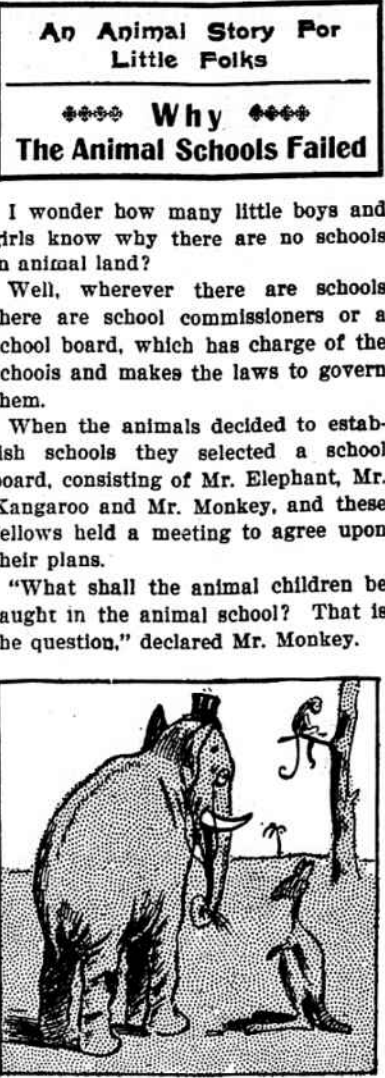 An Animal Story For
Little Folks
Why
The Animal Schools Failed
I wonder how many little boys and
girls know why there are no schools
n animal land?
Well, wherever there are schools
here are school commissioners or a
chool board, which has charge of the
chools and makes the laws to govern
hem.
When the animals decided to estab-
ish schools they selected a school
oard, consisting of Mr. Elephant, Mr.
Kangaroo and Mr. Monkey, and these
ellows held a meeting to agree upon
heir plans.
"What shall the animal children be
aught in the animal school? That is
he question," declared Mr. Monkey.